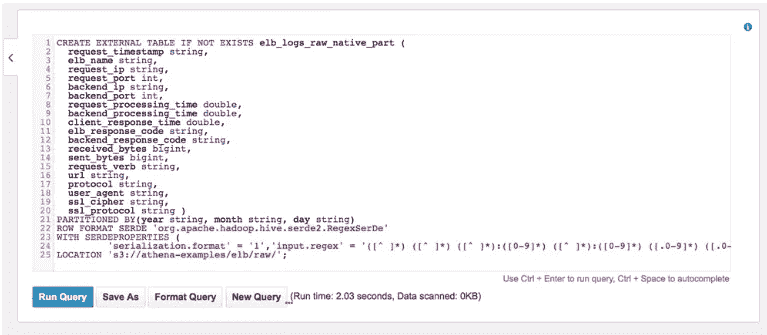 1 CREATE EXTERNAL TABLE IF NOT EXISTS elb_logs_raw_native_part (
2 request_timestamp string,
3 elb_name string,
4 request_ip string,
5 request_port int,
6 backend_ip string,
7 backend_port int,
8 request_processing_time double,
9 backend_processing_time double,
10 client_response_time double,
11 elb_response_code string,
12 backend_response_code string,
13 received_bytes bigint,
14 sent_bytes bigint,
15 request_verb string,
16 url string,
17 protocol string,
18 user_agent string,
19 ssl_cipher string,
20 ssl_protocol string )
21 PARTITIONED BY(year string, month string, day string)
22 ROW FORMAT SERDE 'org.apache.hadoop.hive.serde2.RegexSerDe'
23 WITH SERDEPROPERTIES (
24 'serialization.format' = '1','input.regex' = '([^ ]*) ([^ ]*) ([^ ]*):([0-9]*) ([^ ]*):([0-9]*) ([.0-9]*) ([.0-
25 LOCATION 's3://athena-examples/elb/raw/';
Use Ctrl + Enter to run query, Ctrl + Space to autocomplete
Run Query Save As Format Query New Query (Run time: 2.03 seconds, Data scanned: 0KB)